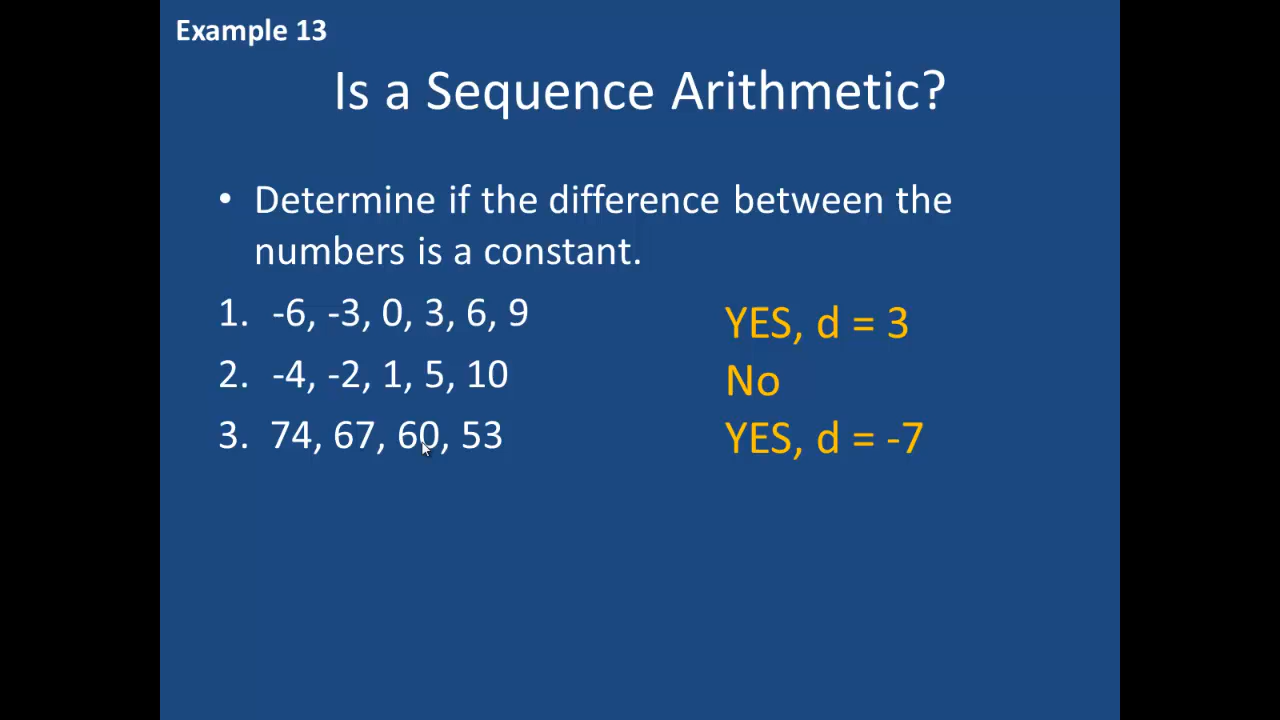 Example 13
Is a Sequence Arithmetic?
• Determine if the difference between the
numbers is a constant.
1. -6, -3, 0, 3, 6, 9
YES, d = 3
2. -4, -2, 1, 5, 10
No
3. 74, 67, 60, 53
YES, d = -7